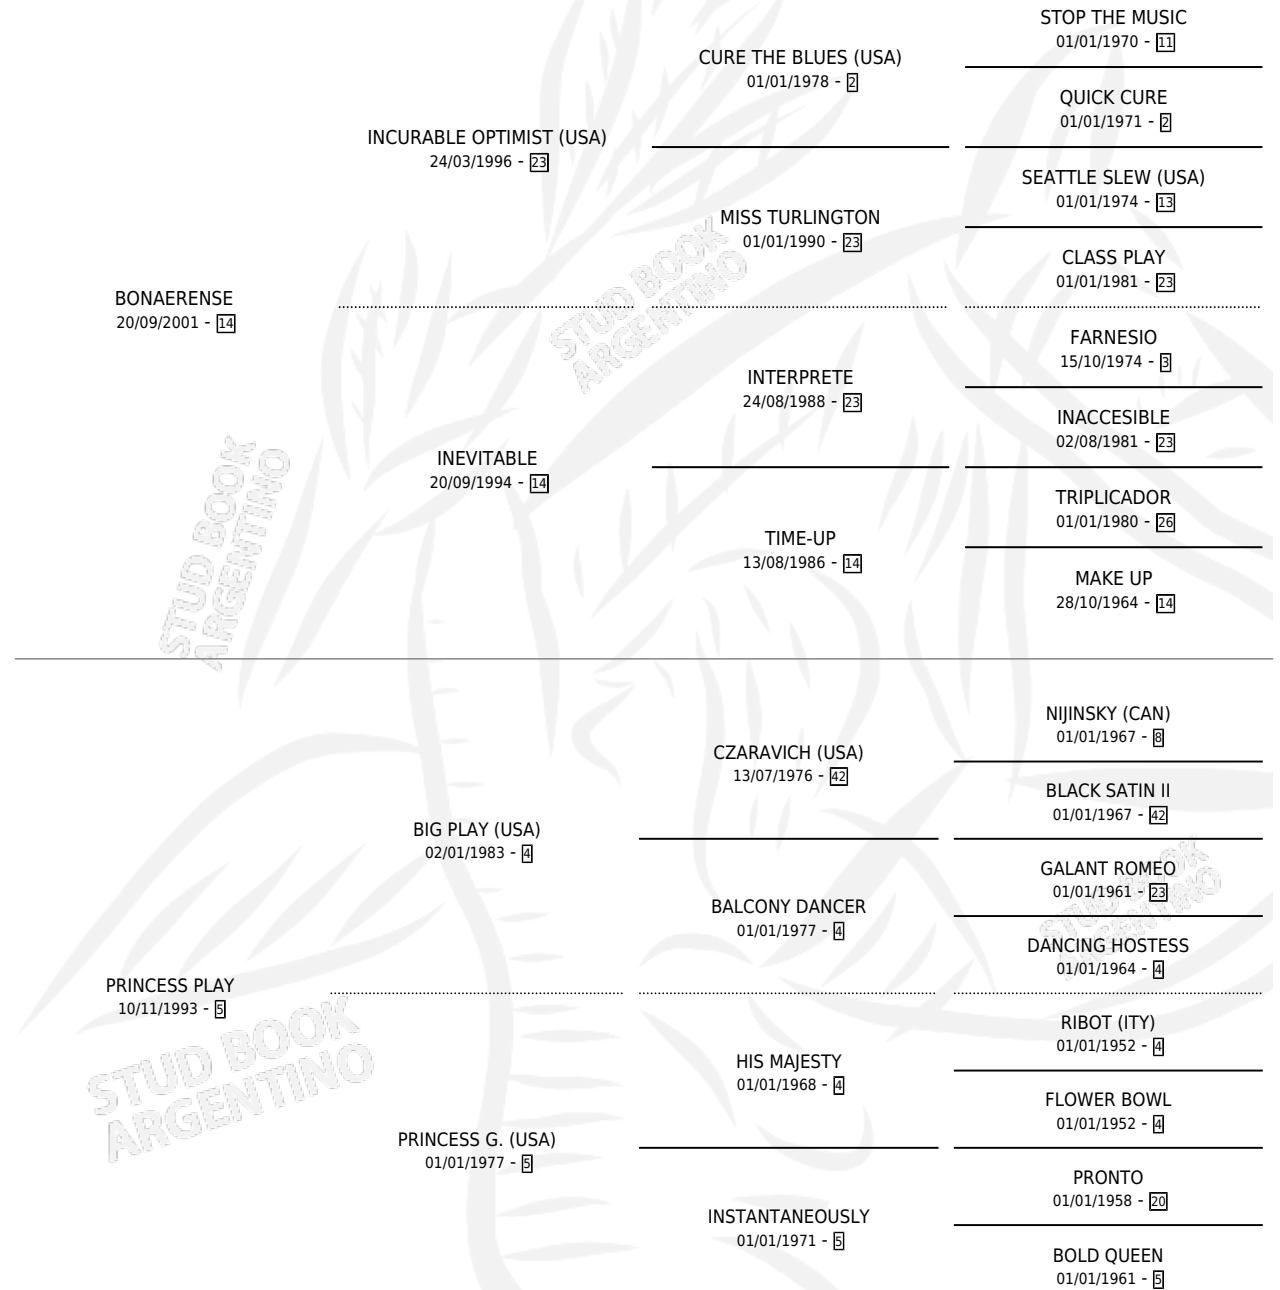 STOP THE MUSIC
01/01/1970 - 11
CURE THE BLUES (USA)
01/01/1978 - 2
QUICK CURE
01/01/1971 - 2
INCURABLE OPTIMIST (USA)
24/03/1996 - 23
SEATTLE SLEW (USA)
01/01/1974 - 13
MISS TURLINGTON
01/01/1990 - 23
CLASS PLAY
01/01/1981 - 23
BONAERENSE
20/09/2001 - 14
STUD BOOK
ARGENTINO
FARNESIO
15/10/1974 - 3
INTERPRETE
24/08/1988 - 23
INACCESIBLE
02/08/1981 - 23
INEVITABLE
20/09/1994 - 14
TRIPLICADOR
01/01/1980 - 26
TIME-UP
13/08/1986 - 14
MAKE UP
28/10/1964 - 14
STUD BOOK
ARGENTINO
NIJINSKY (CAN)
01/01/1967 - 8
CZARAVICH (USA)
13/07/1976 - 42
BLACK SATIN II
01/01/1967 - 42
BIG PLAY (USA)
02/01/1983 - 4
GALANT ROMEO
01/01/1961 - 23
BALCONY DANCER
01/01/1977 - 4
STUD BOOK
ARGENTINO
DANCING HOSTESS
01/01/1964 - 4
PRINCESS PLAY
10/11/1993 - 5
RIBOT (ITY)
01/01/1952 - 4
HIS MAJESTY
01/01/1968 - 4
FLOWER BOWL
01/01/1952 - 4
STUD BOOK
ARGENTINO
PRINCESS G. (USA)
01/01/1977 - 5
PRONTO
01/01/1958 - 20
INSTANTANEOUSLY
01/01/1971 - 5
BOLD QUEEN
01/01/1961 - 5